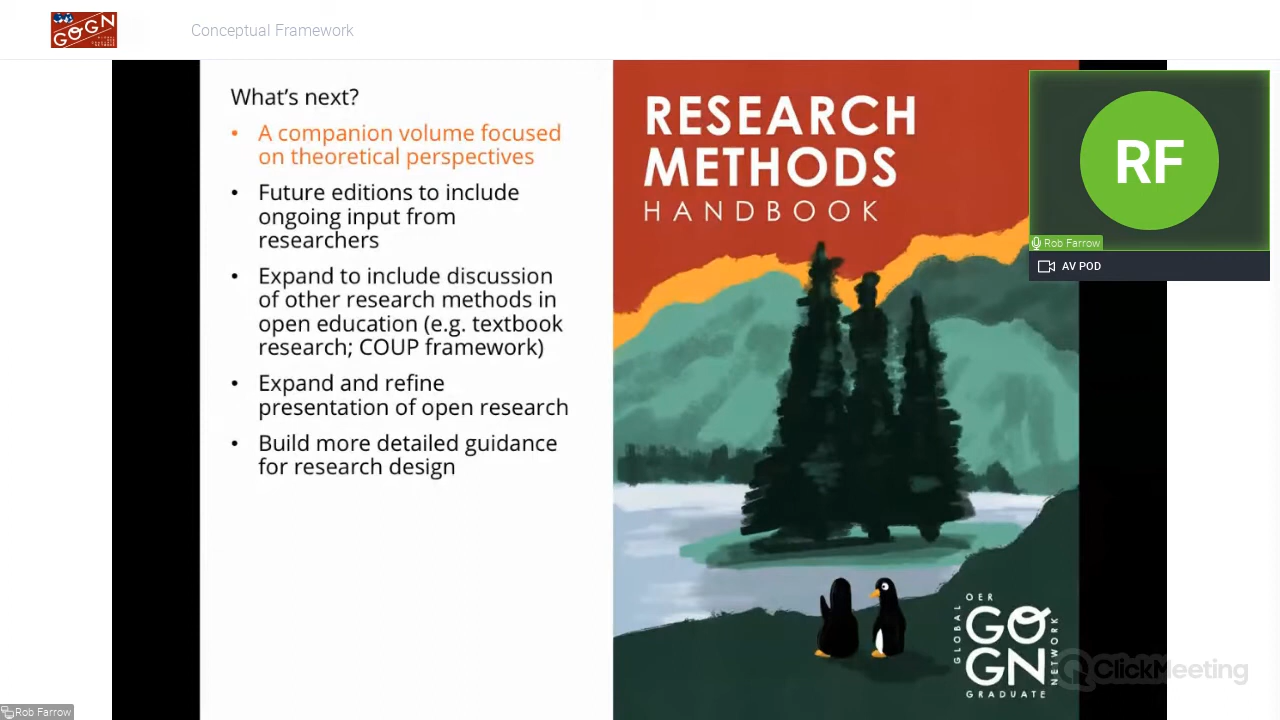 GOGN
Conceptual Framework
What's next?
• A companion volume focused
on theoretical perspectives
• Future editions to include
ongoing input from
researchers
• Expand to include discussion
of other research methods in
open education (e.g. textbook
research; COUP framework)
• Expand and refine
presentation of open research
• Build more detailed guidance
for research design
RESEARCH
METHODS
HANDBOOK
OER
GLOBAL
GO
GN
NETWORK
GRADUATE
RF
Rob Farrow
AV POD
ClickMeeting
Rob Farrow